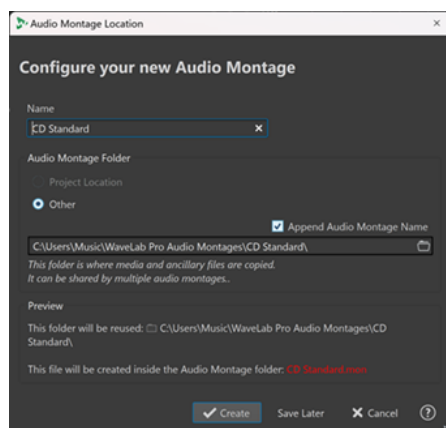 Audio Montage Location
Configure your new Audio Montage
Name
CD Standard
Audio Montage Folder
Project Location
Other
Append Audio Montage Name
C:\Users\Music\WaveLab Pro Audio Montages\CD Standard\
This folder is where media and ancillary files are copied.
It can be shared by multiple audio montages..
Preview
This folder will be reused: C:\Users\Music\WaveLab Pro Audio Montages\CD
Standard\
This file will be created inside the Audio Montage folder: CD Standard.mon
Create Save Later Cancel ?